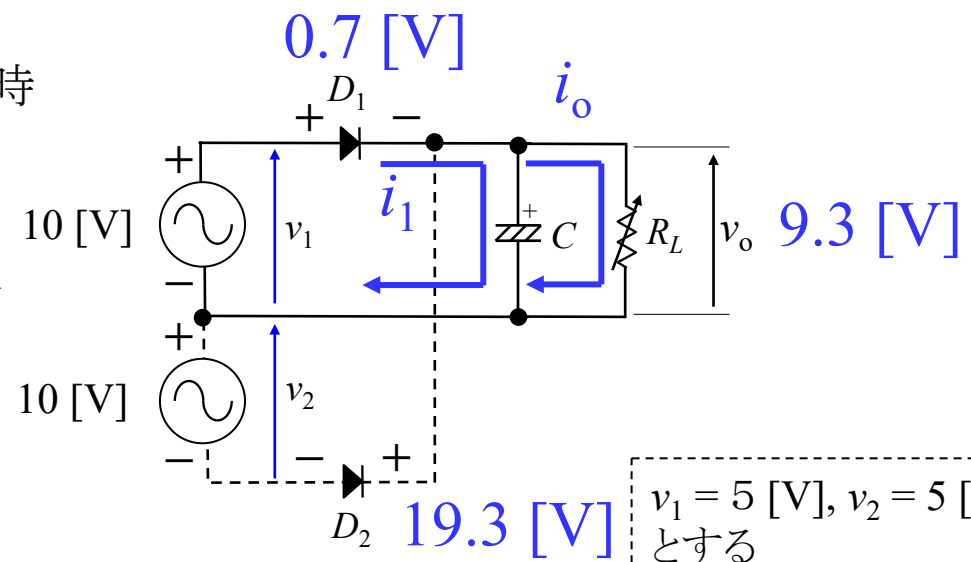 0.7 [V]
時
D₁
iₒ
+ −
+
10 [V]
v₁
i₁
+
C
R_L
vₒ
9.3 [V]
−
+
10 [V]
v₂
−
− +
D₂
19.3 [V]
v₁ = 5 [V], v₂ = 5 [
とする